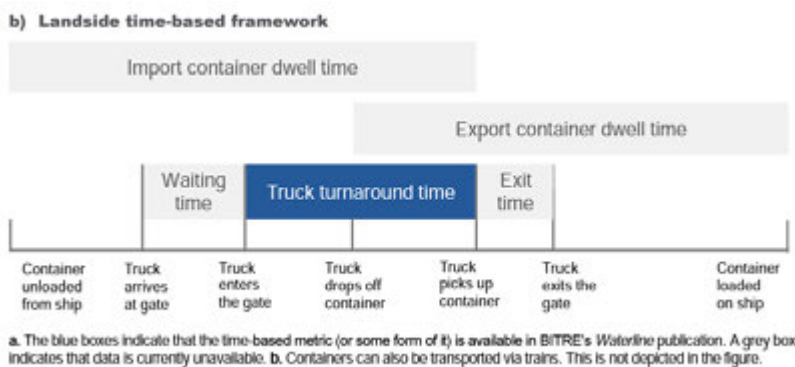 b) Landside time-based framework
Import container dwell time
Export container dwell time
Waiting
time
Truck turnaround time
Exit
time
Container
unloaded
from ship
Truck
arrives
at gate
Truck
enters
the gate
Truck
drops off
container
Truck
picks up
container
Truck
exits the
gate
Container
loaded
on ship
a. The blue boxes indicate that the time-based metric (or some form of it) is available in BITRE's Waterline publication. A grey box
indicates that data is currently unavailable. b. Containers can also be transported via trains. This is not depicted in the figure.